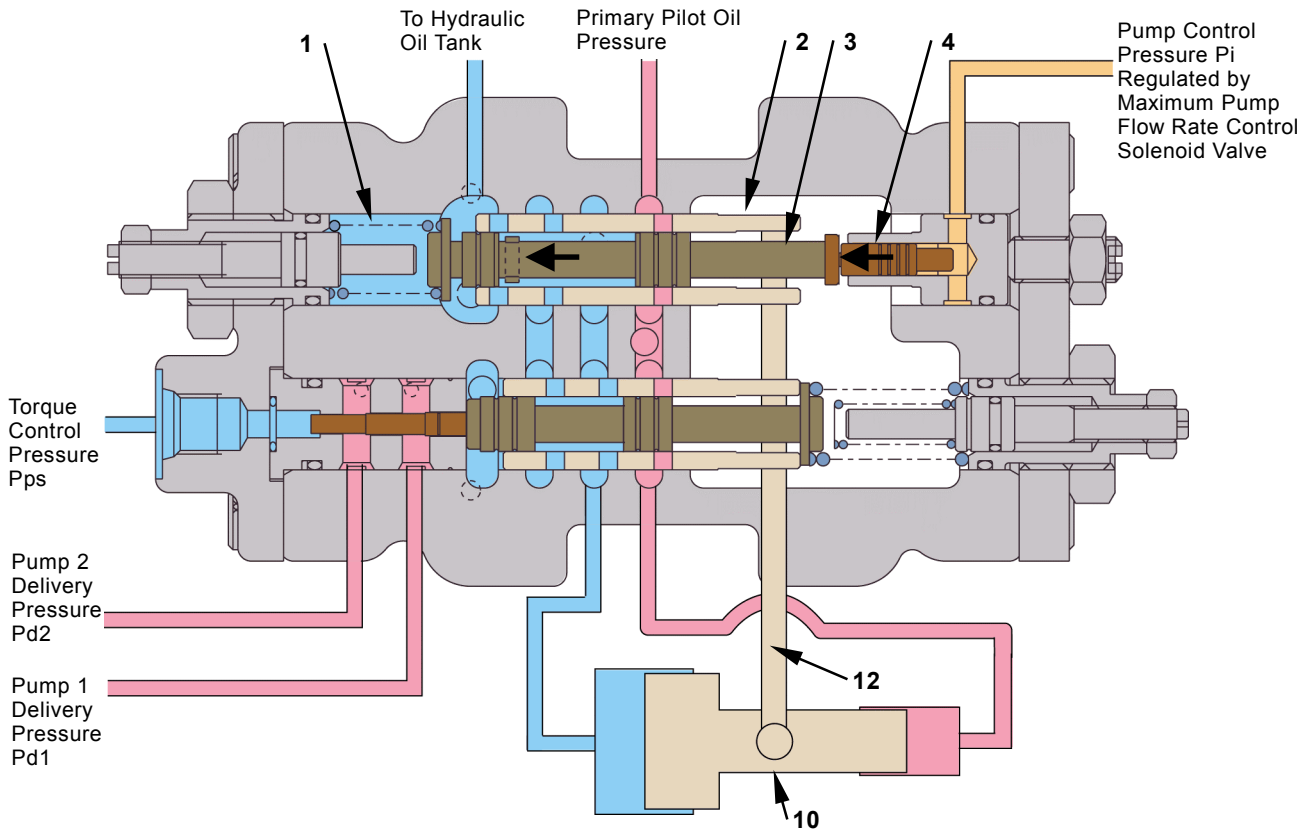 To Hydraulic
Oil Tank
Primary Pilot Oil
Pressure
1
2
3
4
Pump Control
Pressure Pi
Regulated by
Maximum Pump
Flow Rate Control
Solenoid Valve
Torque
Control
Pressure
Pps
Pump 2
Delivery
Pressure
Pd2
Pump 1
Delivery
Pressure
Pd1
12
10